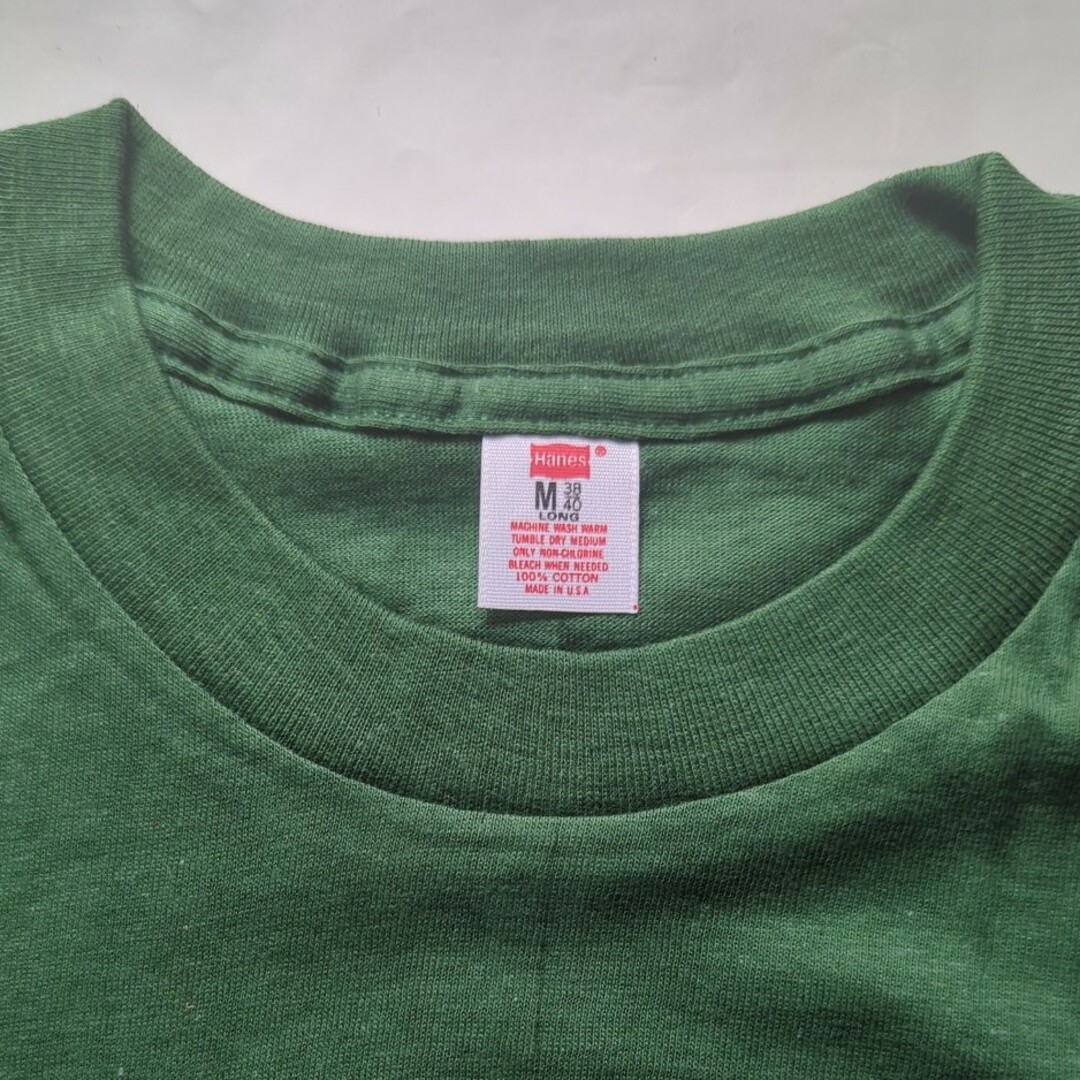 Hanes®
M 38 40
LONG
MACHINE WASH WARM
TUMBLE DRY MEDIUM
ONLY NON-CHLORINE
BLEACH WHEN NEEDED
100% COTTON
MADE IN U.S.A